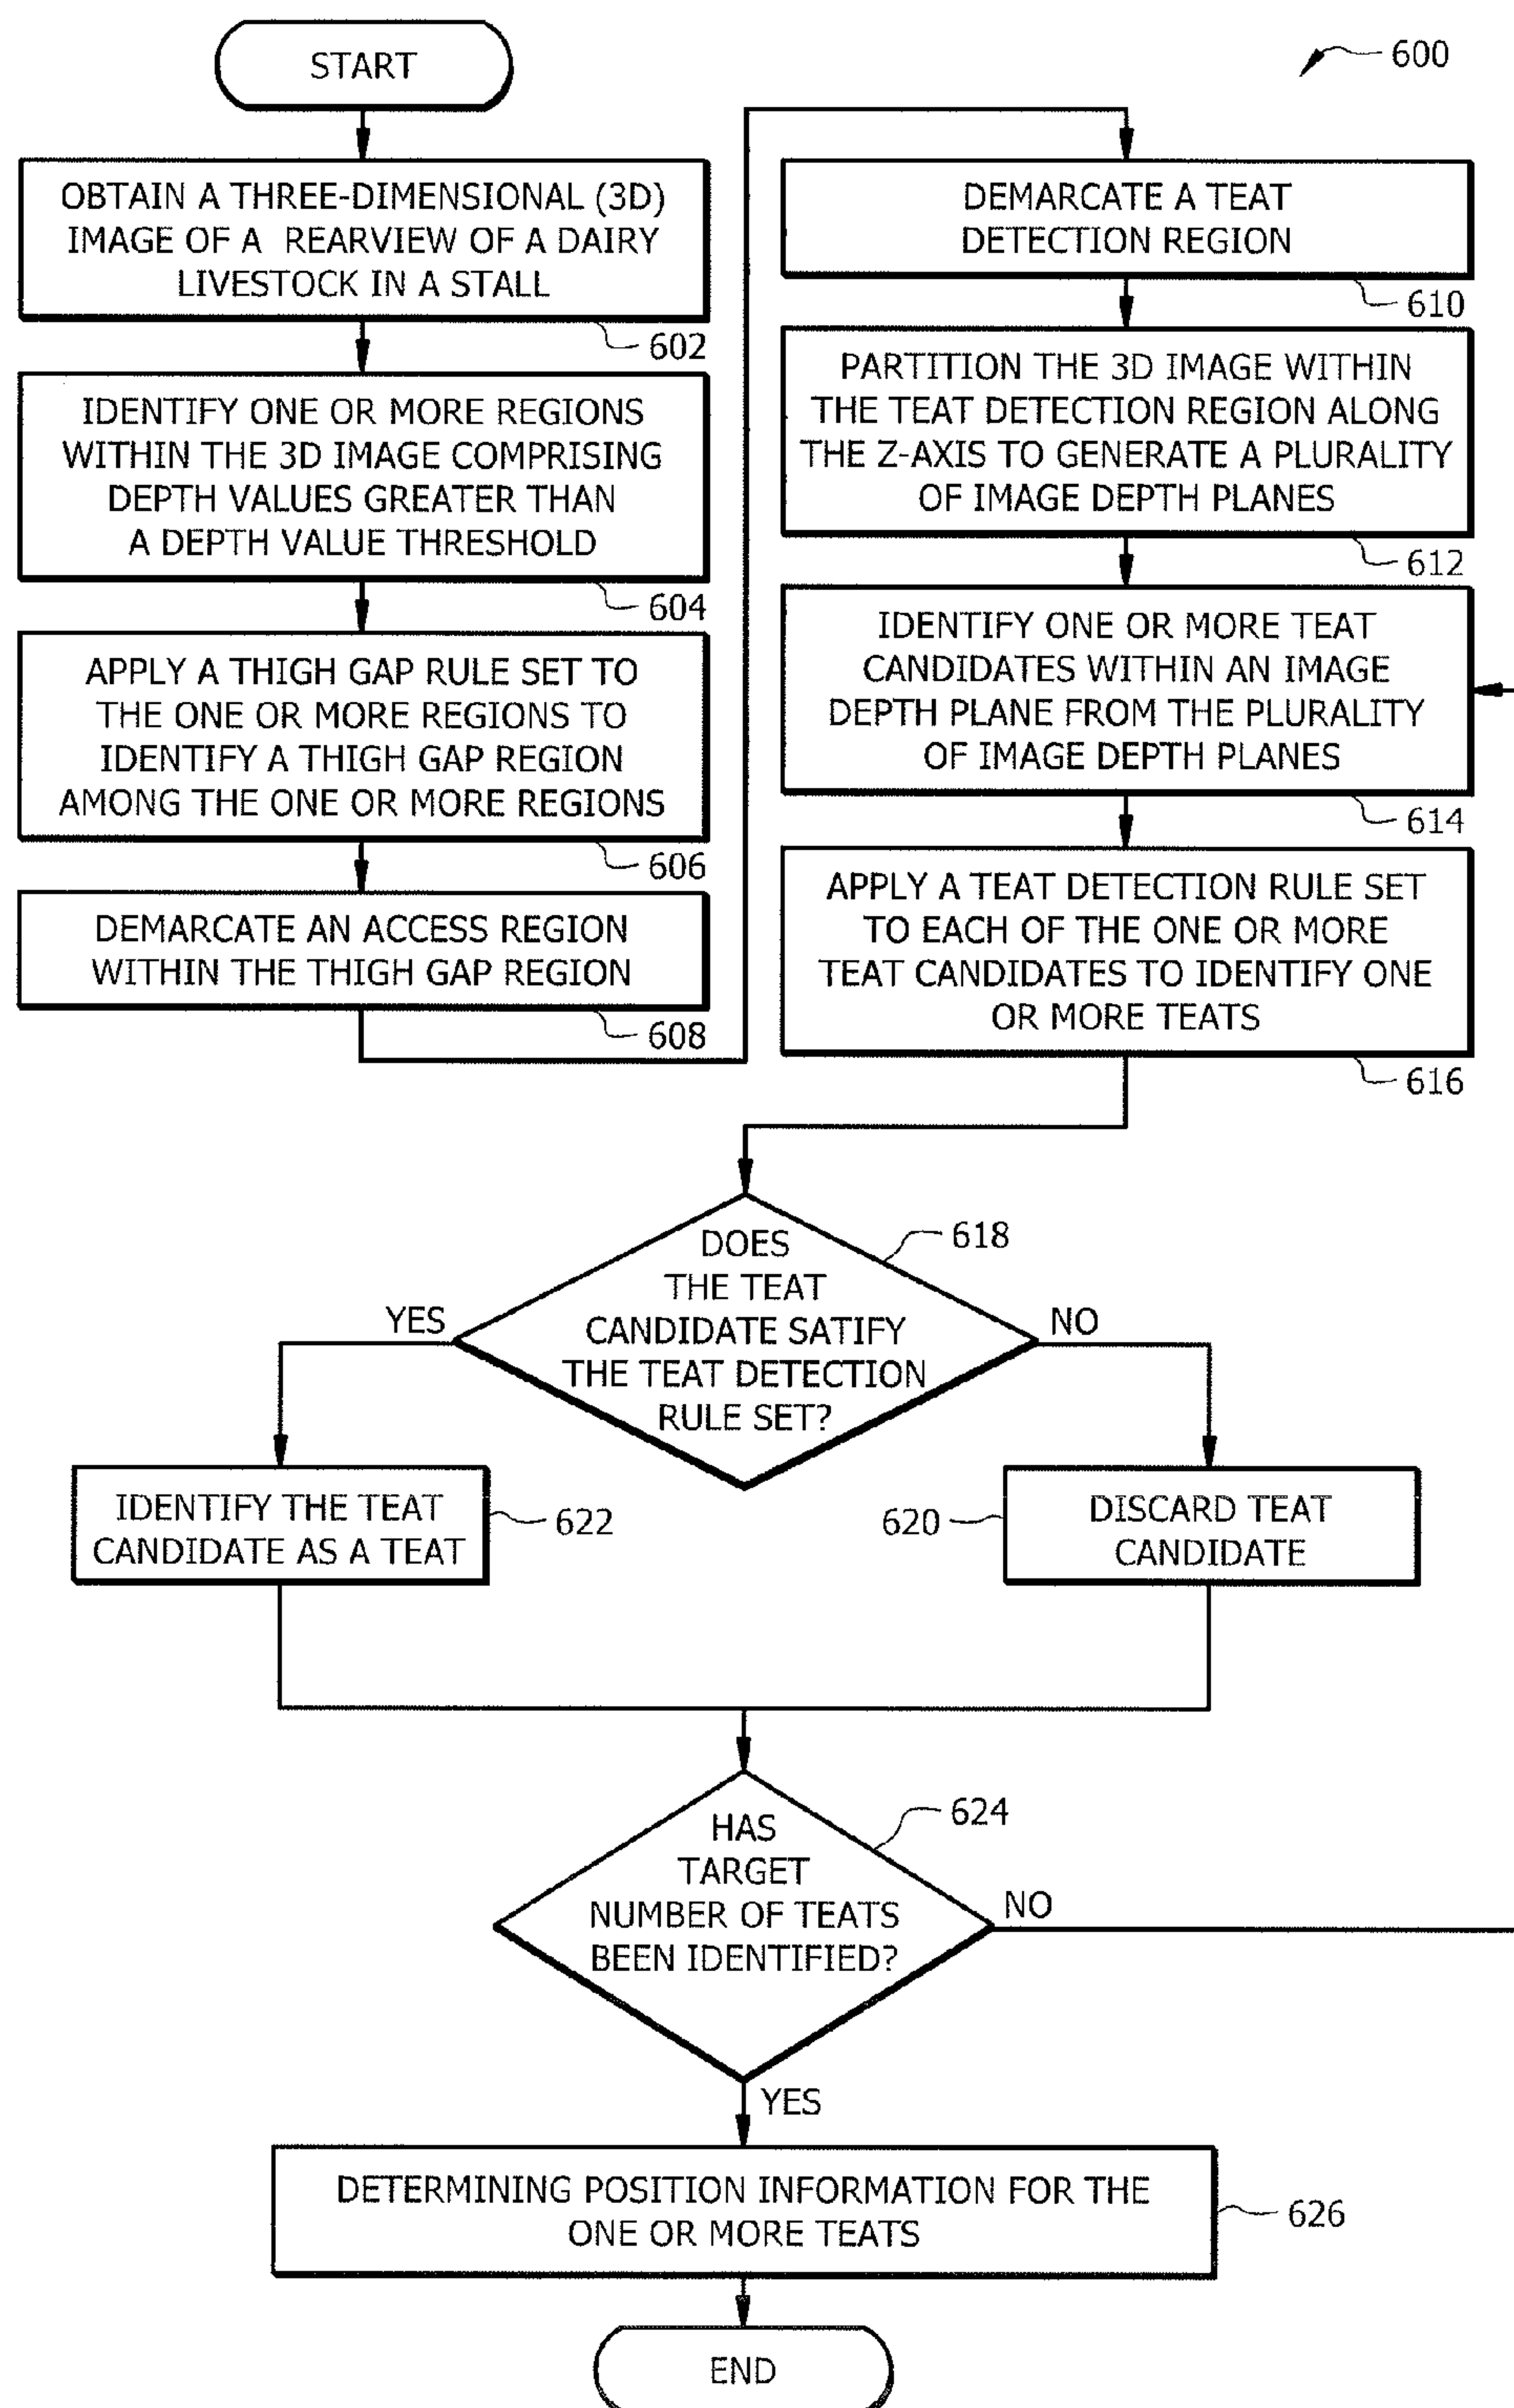 START
600
OBTAIN A THREE-DIMENSIONAL (3D)
IMAGE OF A REARVIEW OF A DAIRY
LIVESTOCK IN A STALL
602
IDENTIFY ONE OR MORE REGIONS
WITHIN THE 3D IMAGE COMPRISING
DEPTH VALUES GREATER THAN
A DEPTH VALUE THRESHOLD
604
APPLY A THIGH GAP RULE SET TO
THE ONE OR MORE REGIONS TO
IDENTIFY A THIGH GAP REGION
AMONG THE ONE OR MORE REGIONS
606
DEMARCATE AN ACCESS REGION
WITHIN THE THIGH GAP REGION
608
DEMARCATE A TEAT
DETECTION REGION
610
PARTITION THE 3D IMAGE WITHIN
THE TEAT DETECTION REGION ALONG
THE Z-AXIS TO GENERATE A PLURALITY
OF IMAGE DEPTH PLANES
612
IDENTIFY ONE OR MORE TEAT
CANDIDATES WITHIN AN IMAGE
DEPTH PLANE FROM THE PLURALITY
OF IMAGE DEPTH PLANES
614
APPLY A TEAT DETECTION RULE SET
TO EACH OF THE ONE OR MORE
TEAT CANDIDATES TO IDENTIFY ONE
OR MORE TEATS
616
DOES
THE TEAT
CANDIDATE SATIFY
THE TEAT DETECTION
RULE SET?
618
YES
NO
IDENTIFY THE TEAT
CANDIDATE AS A TEAT
622
620
DISCARD TEAT
CANDIDATE
HAS
TARGET
NUMBER OF TEATS
BEEN IDENTIFIED?
624
NO
YES
DETERMINING POSITION INFORMATION FOR THE
ONE OR MORE TEATS
626
END